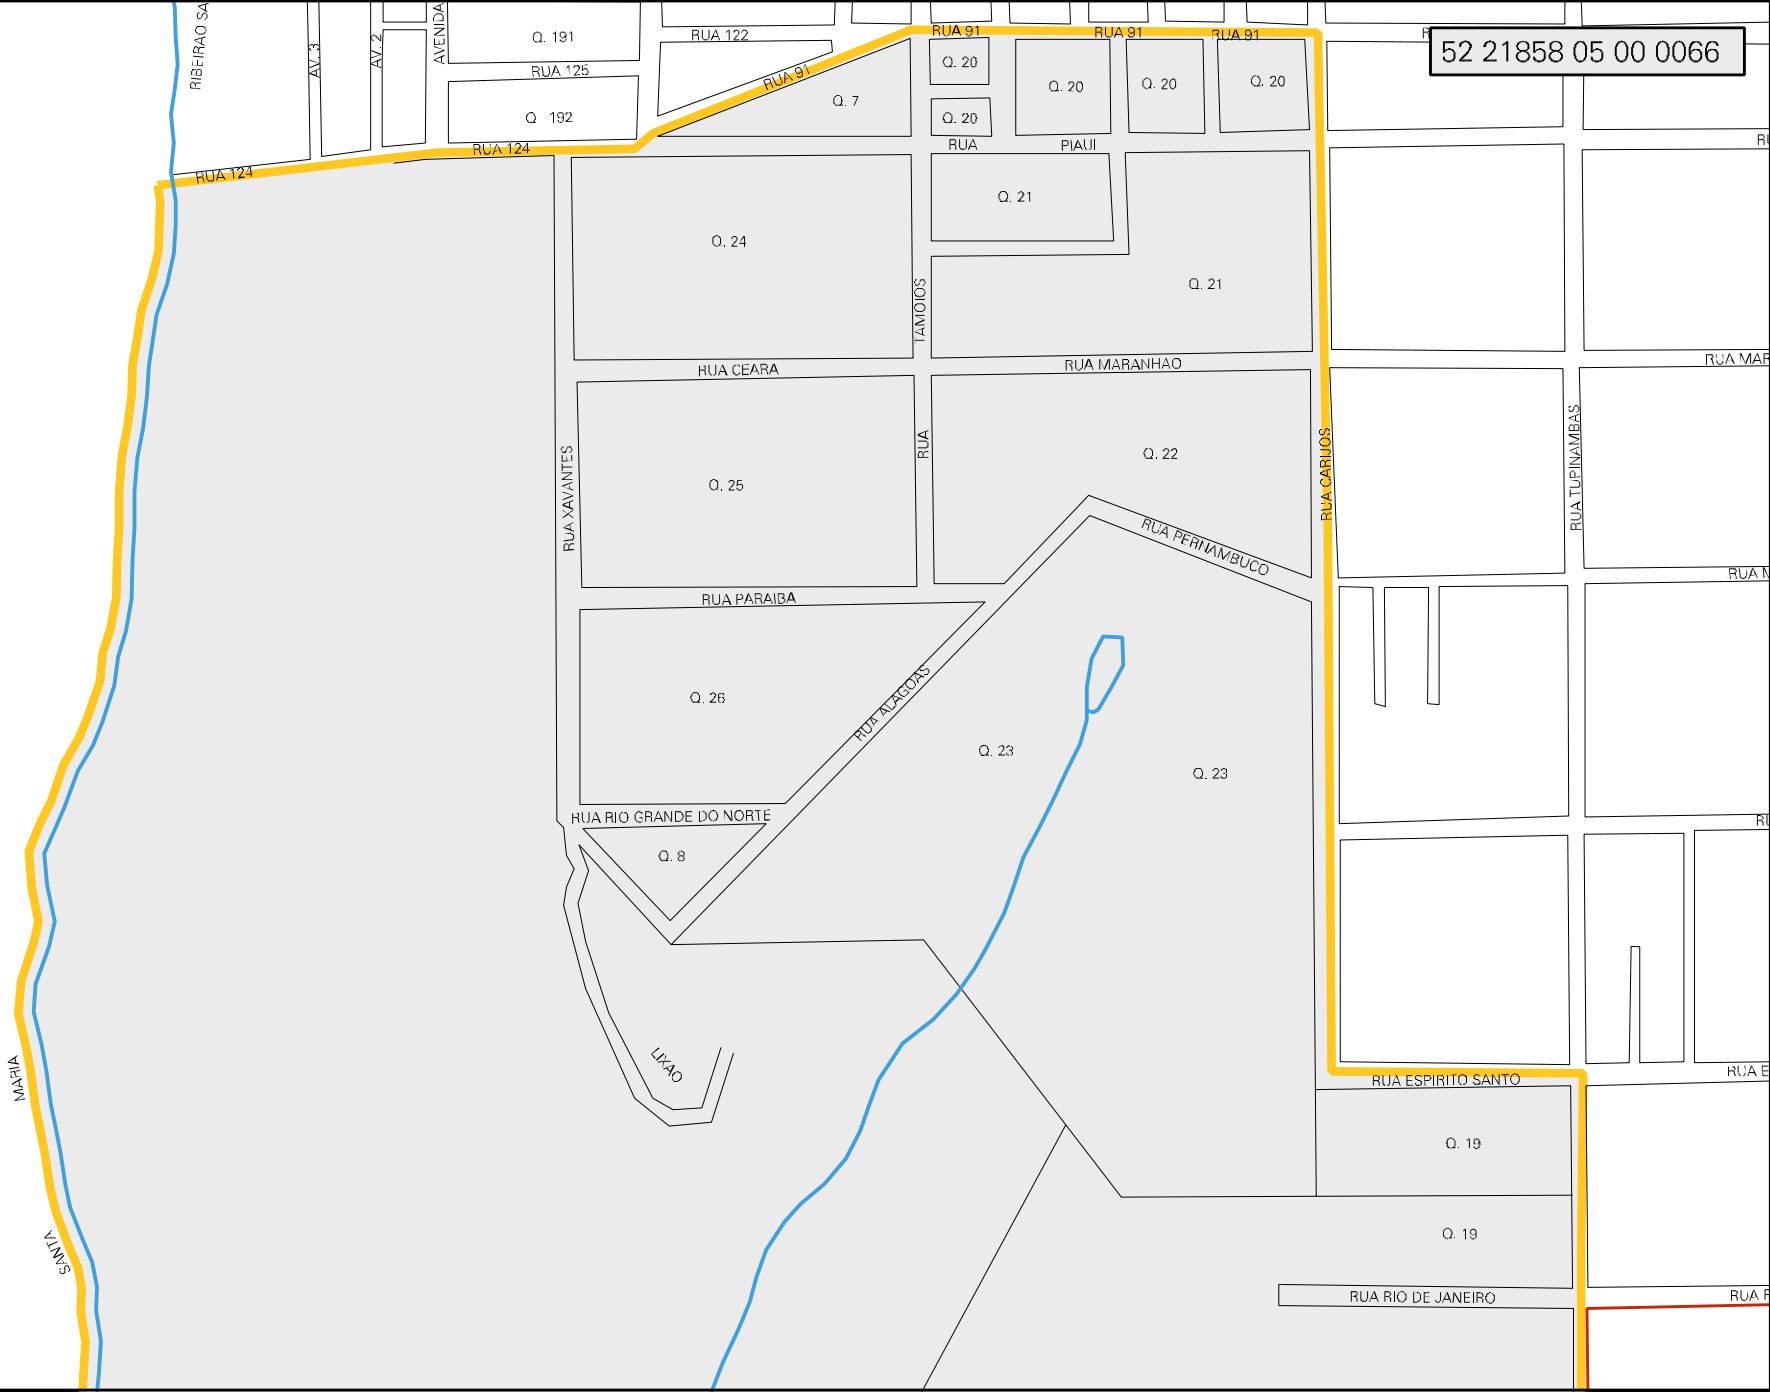 RIBEIRAO SA
AV. 3
AV. 2
AVENIDA
Q. 191
RUA 122
RUA 91
RUA 91
RUA 91
52 21858 05 00 0066
RUA 125
RUA 91
Q. 20
Q. 20
Q. 20
Q. 20
Q. 7
Q 192
Q. 20
RUA 124
RUA
PIAUI
RUA 124
Q. 21
Q. 24
Q. 21
TAMOIOS
RUA MAR
RUA CEARA
RUA MARANHAO
RUA
RUA XAVANTES
Q. 25
Q. 22
RUA CARIJOS
RUA TUPINAMBAS
RUA PERNAMBUCO
RUA PARAIBA
Q. 26
RUA ALAGOAS
Q. 23
Q. 23
RUA RIO GRANDE DO NORTE
Q. 8
LIXAO
MARIA
RUA ESPIRITO SANTO
RUA E
Q. 19
SANTA
Q. 19
RUA RIO DE JANEIRO